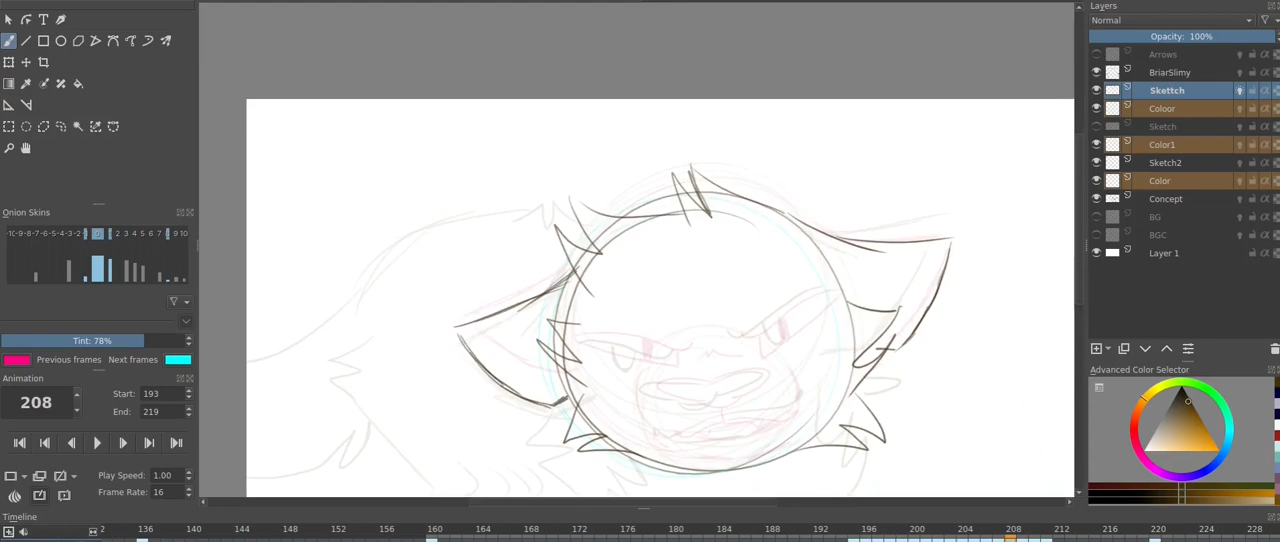 Layers
Normal
Opacity: 100%
Arrows
BriarSlimy
Skettch
Coloor
Sketch
Color1
Sketch2
Color
Concept
BG
BGC
Layer 1
Onion Skins
-10 -9 -8 -7 -6 -5 -4 -3 -2 -1 0 1 2 3 4 5 6 7 8 9 10
Tint: 78%
Previous frames Next frames
Animation
208
Start: 193
End: 219
Play Speed: 1.00
Frame Rate: 16
Advanced Color Selector
Timeline
2 136 140 144 148 152 156 160 164 168 172 176 180 184 188 192 196 200 204 208 212 216 220 224 228